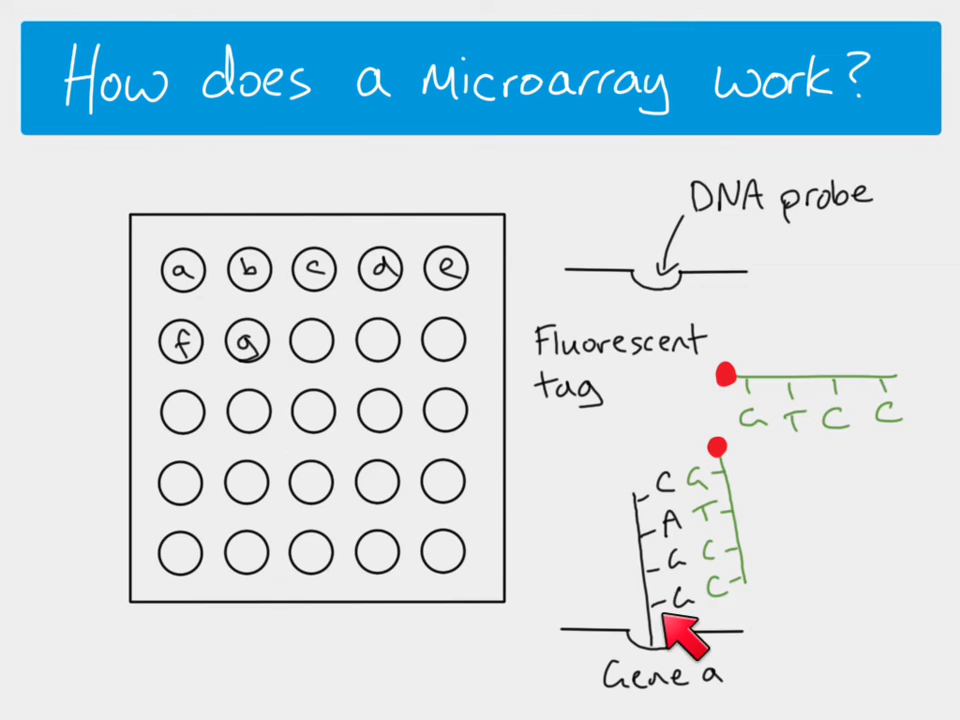 How does a Microarray work?
DNA probe
a b c d e
f g
Fluorescent
tag
G T C C
C G
A T
G C
G C
Gene a